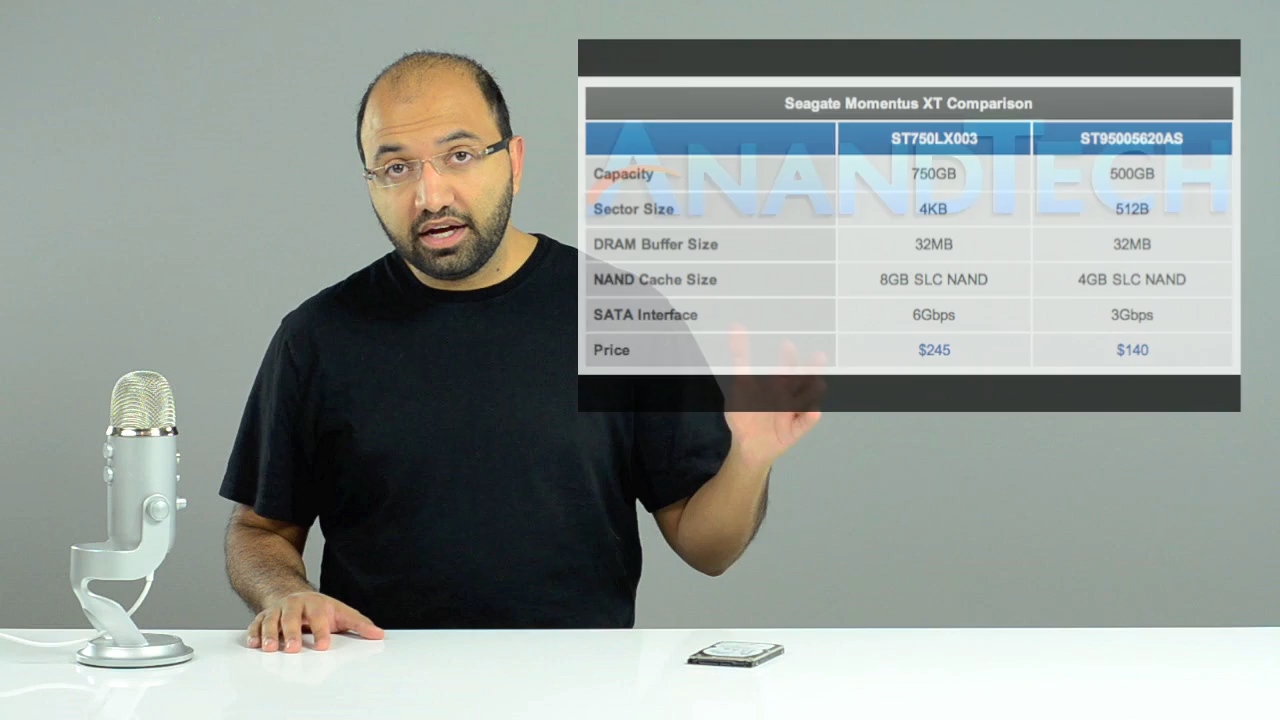 Seagate Momentus XT Comparison
ST750LX003 ST95005620AS
Capacity 750GB 500GB
Sector Size 4KB 512B
DRAM Buffer Size 32MB 32MB
NAND Cache Size 8GB SLC NAND 4GB SLC NAND
SATA Interface 6Gbps 3Gbps
Price $245 $140
ANANDTECH